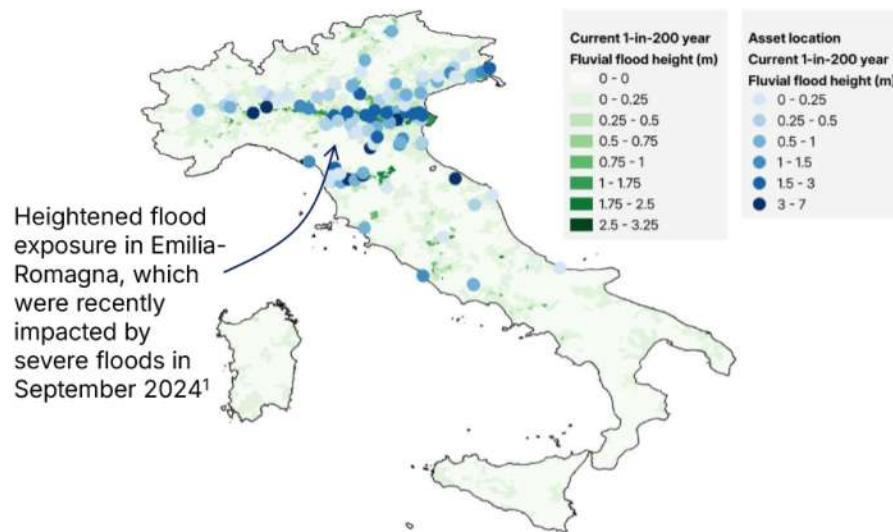 Current 1-in-200 year
Fluvial flood height (m)
0 - 0
0 - 0.25
0.25 - 0.5
0.5 - 0.75
0.75 - 1
1 - 1.75
1.75 - 2.5
2.5 - 3.25
Asset location
Current 1-in-200 year
Fluvial flood height (m)
0 - 0.25
0.25 - 0.5
0.5 - 1
1 - 1.5
1.5 - 3
3 - 7
Heightened flood
exposure in Emilia-
Romagna, which
were recently
impacted by
severe floods in
September 2024¹